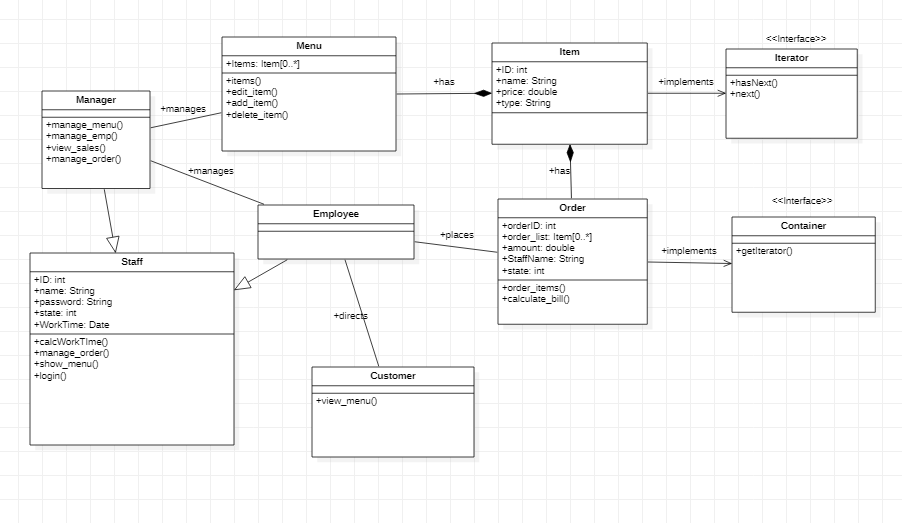 Menu
+Items: Item[0..*]
+items()
+edit_item()
+add_item()
+delete_item()
+has
Item
+ID: int
+name: String
+price: double
+type: String
+implements
<<Interface>>
Iterator
+hasNext()
+next()
Manager
+manage_menu()
+manage_emp()
+view_sales()
+manage_order()
+manages
+manages
+has
Employee
+places
Order
+orderID: int
+order_list: Item[0..*]
+amount: double
+StaffName: String
+state: int
+order_items()
+calculate_bill()
+implements
<<Interface>>
Container
+getIterator()
Staff
+ID: int
+name: String
+password: String
+state: int
+WorkTime: Date
+calcWorkTIme()
+manage_order()
+show_menu()
+login()
+directs
Customer
+view_menu()